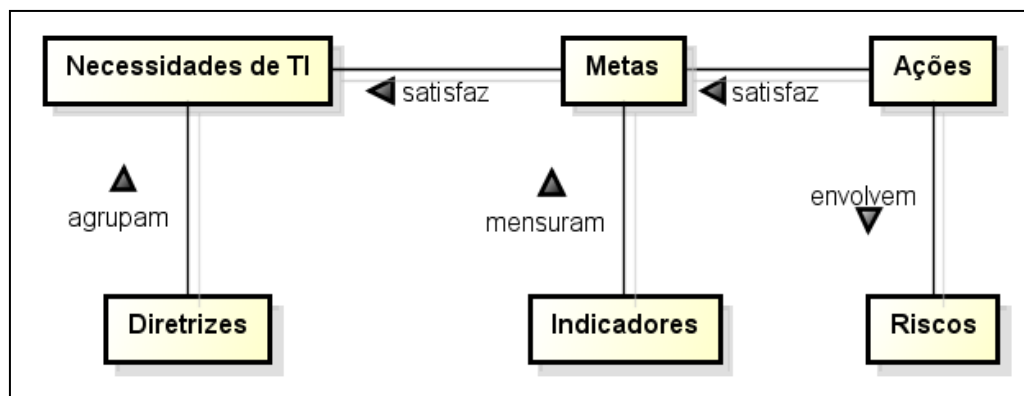 Necessidades de TI
Metas
Ações
satisfaz
satisfaz
agrupam
mensuram
envolvem
Diretrizes
Indicadores
Riscos